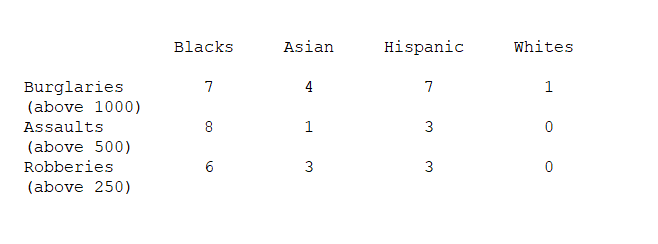 Blacks Asian Hispanic Whites
Burglaries 7 4 7 1
(above 1000)
Assaults 8 1 3 0
(above 500)
Robberies 6 3 3 0
(above 250)